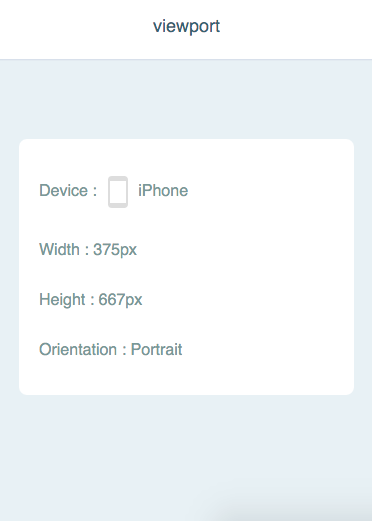 viewport
Device : iPhone
Width : 375px
Height : 667px
Orientation : Portrait